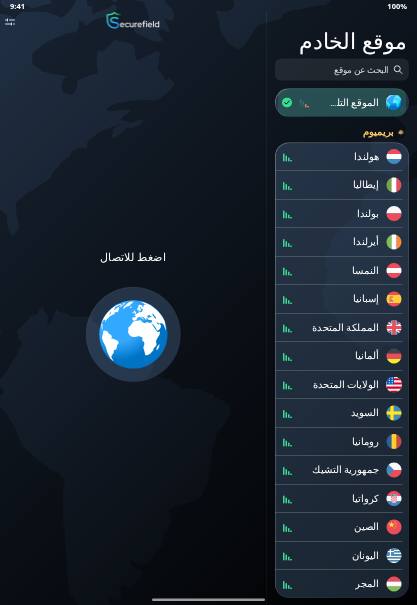 9:41
100%
Securefield
موقع الخادم
البحث عن موقع
الموقع التلـ...
بريميوم
هولندا
إيطاليا
بولندا
أيرلندا
النمسا
إسبانيا
المملكة المتحدة
ألمانيا
الولايات المتحدة
السويد
رومانيا
جمهورية التشيك
كرواتيا
الصين
اليونان
المجر
اضغط للاتصال